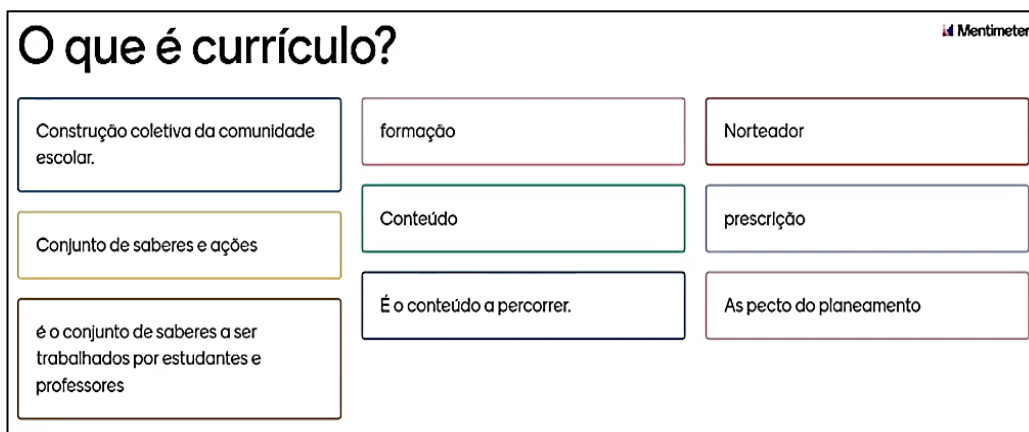 O que é currículo?
Mentimeter
Construção coletiva da comunidade
escolar.
Conjunto de saberes e ações
é o conjunto de saberes a ser
trabalhados por estudantes e
professores
formação
Conteúdo
É o conteúdo a percorrer.
Norteador
prescrição
As pecto do planeamento